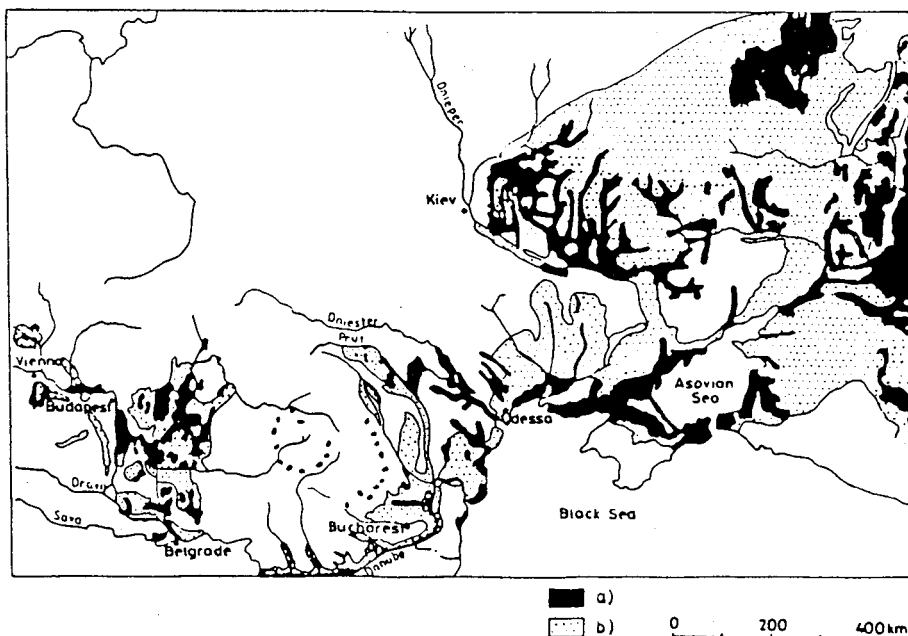 Dnieper
Kiev
Dniester
Prut
Vienna
Budapest
Asovian
Sea
Odessa
Drava
Sava
Black Sea
Bucharest
Belgrade
Danube
a)
b)
0 200 400 km